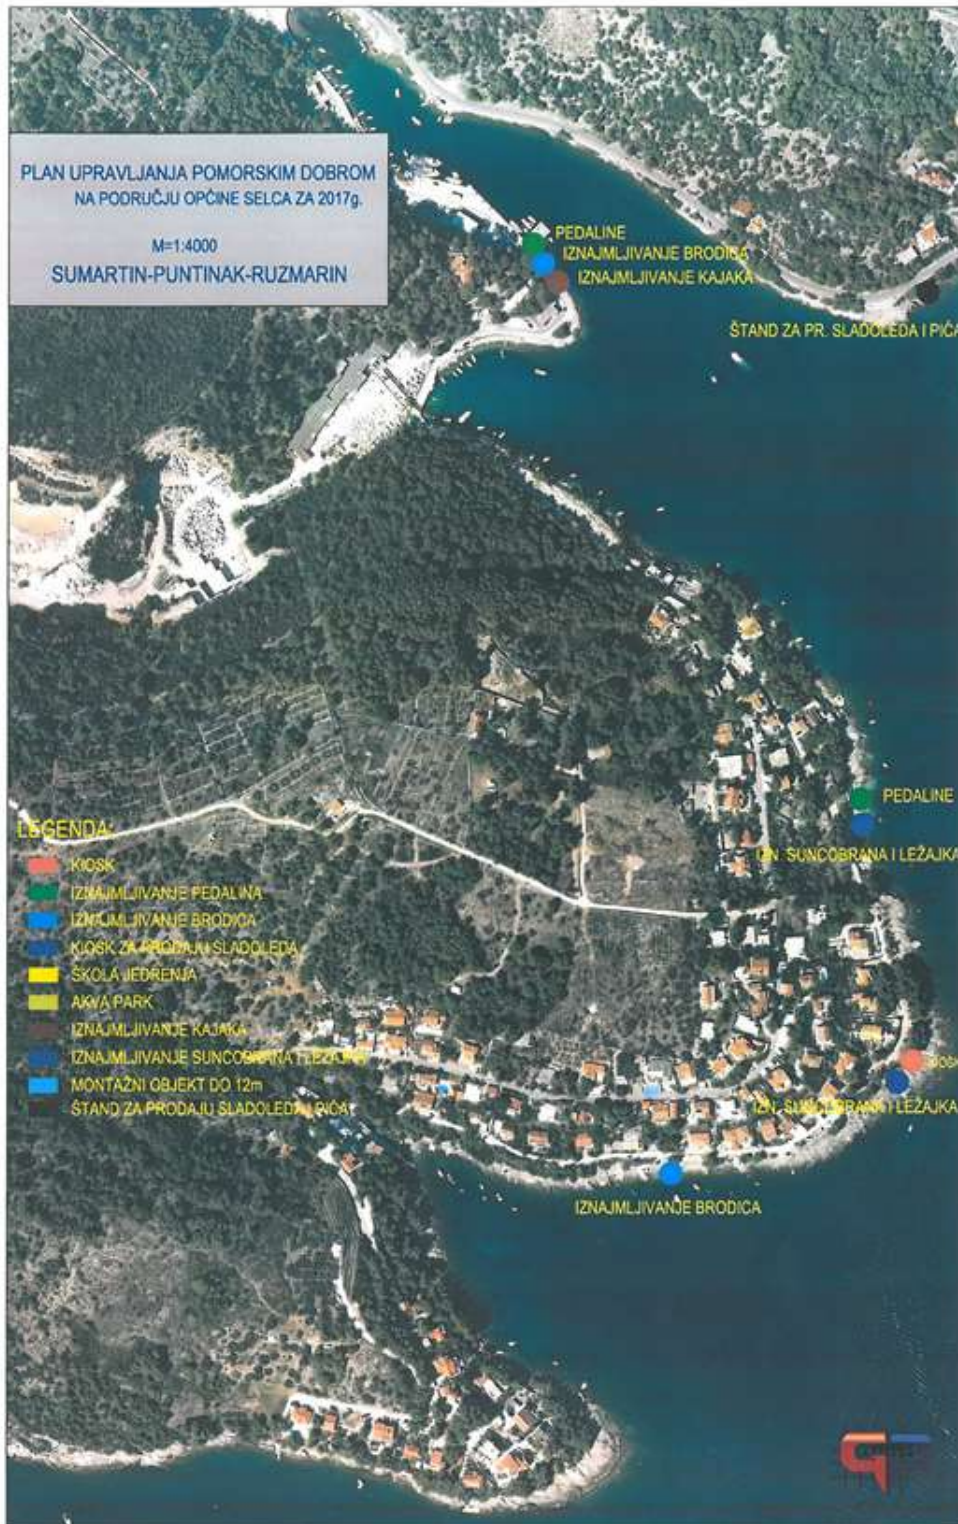 PLAN UPRAVLJANJA POMORSKIM DOBROM
NA PODRUČJU OPĆINE SELCA ZA 2017g.
M=1:4000
SUMARTIN-PUNTINAK-RUZMARIN
PEDALINE
IZNAJMLJIVANJE BRODICA
IZNAJMLJIVANJE KAJAKA
ŠTAND ZA PR. SLADOLEDA I PIĆA
PEDALINE
IZN. SUNCOBRANA I LEŽAJKA
LEGENDA:
KIOSK
IZNAJMLJIVANJE PEDALINA
IZNAJMLJIVANJE BRODICA
KIOSK ZA PRODAJU SLADOLEDA
ŠKOLA JEDRENJA
AKVA PARK
IZNAJMLJIVANJE KAJAKA
IZNAJMLJIVANJE SUNCOBRANA I LEŽAJKA
MONTAŽNI OBJEKT DO 12m
ŠTAND ZA PRODAJU SLADOLEDA I PIĆA
IZN. SUNCOBRANA I LEŽAJKA
IZNAJMLJIVANJE BRODICA